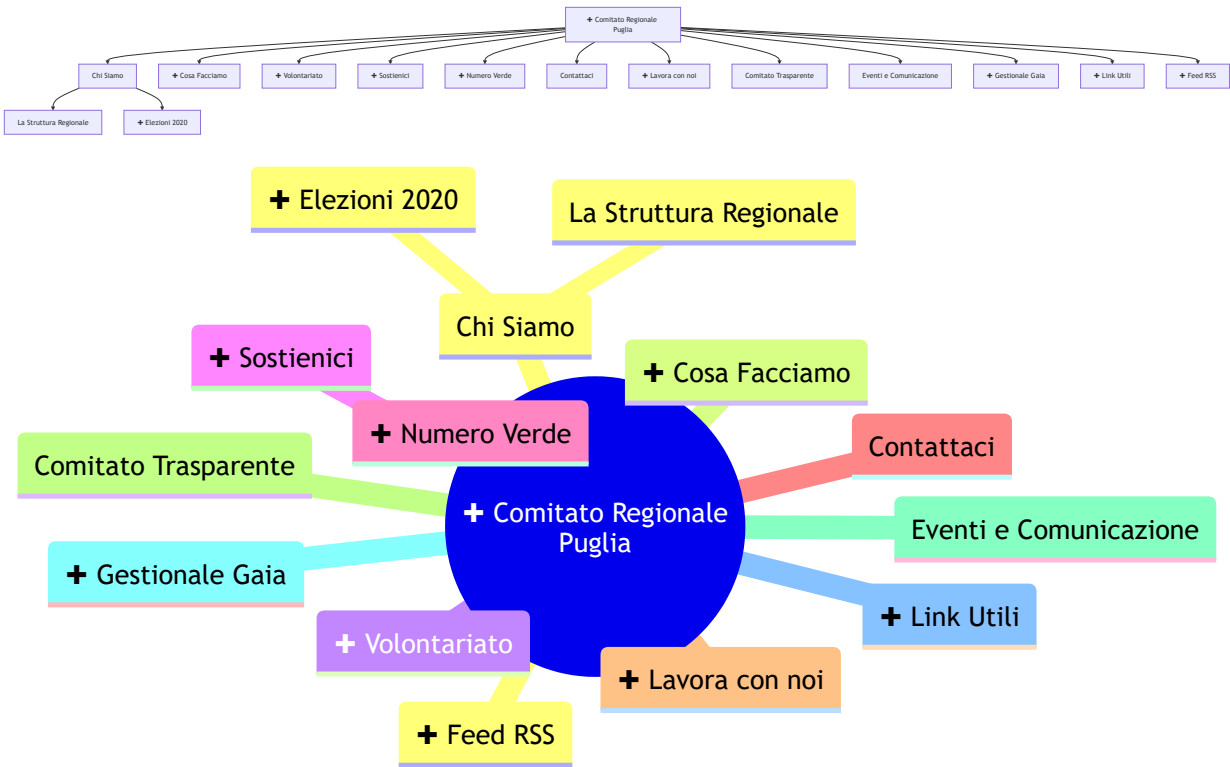 ✚ Comitato Regionale
Puglia
Chi Siamo
✚ Cosa Facciamo
✚ Volontariato
✚ Sostienici
✚ Numero Verde
Contattaci
✚ Lavora con noi
Comitato Trasparente
Eventi e Comunicazione
✚ Gestionale Gaia
✚ Link Utili
✚ Feed RSS
La Struttura Regionale
✚ Elezioni 2020
✚ Elezioni 2020
La Struttura Regionale
Chi Siamo
✚ Sostienici
✚ Cosa Facciamo
✚ Numero Verde
Contattaci
Comitato Trasparente
✚ Comitato Regionale
Puglia
Eventi e Comunicazione
✚ Gestionale Gaia
✚ Link Utili
✚ Volontariato
✚ Lavora con noi
✚ Feed RSS